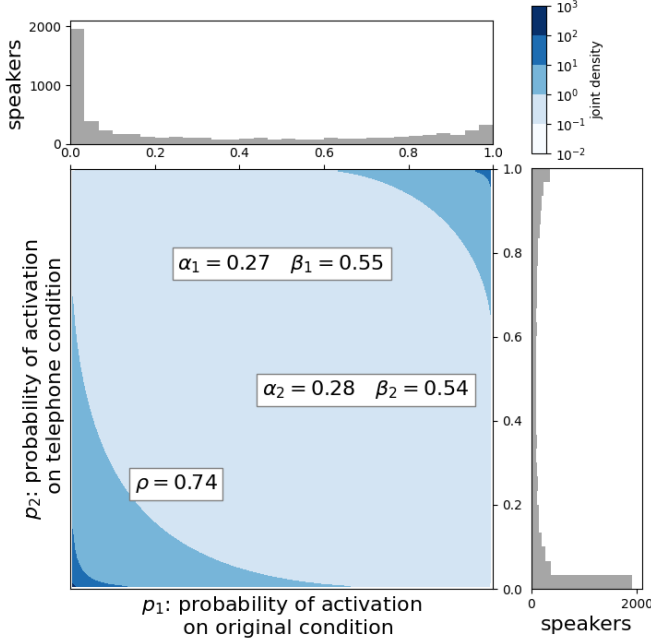 speakers
2000
1000
0
0.0 0.2 0.4 0.6 0.8 1.0
10³
10²
10¹
10⁰
10⁻¹
10⁻²
joint density
p₂: probability of activation
on telephone condition
α₁ = 0.27 β₁ = 0.55
α₂ = 0.28 β₂ = 0.54
ρ = 0.74
1.0
0.8
0.6
0.4
0.2
0.0
p₁: probability of activation
on original condition
0 2000
speakers